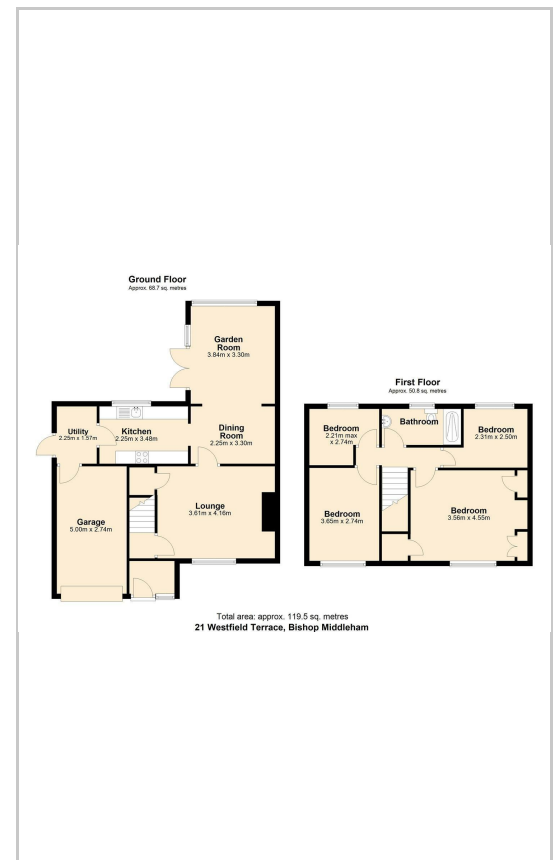 Ground Floor
Approx. 68.7 sq. metres
Garden
Room
3.84m x 3.30m
Utility
2.25m x 1.57m
Kitchen
2.25m x 3.48m
Dining
Room
2.25m x 3.30m
Garage
5.00m x 2.74m
Lounge
3.61m x 4.16m
First Floor
Approx. 50.8 sq. metres
Bedroom
2.21m max
x 2.74m
Bathroom
Bedroom
2.31m x 2.50m
Bedroom
3.65m x 2.74m
Bedroom
3.56m x 4.55m
Total area: approx. 119.5 sq. metres
21 Westfield Terrace, Bishop Middleham